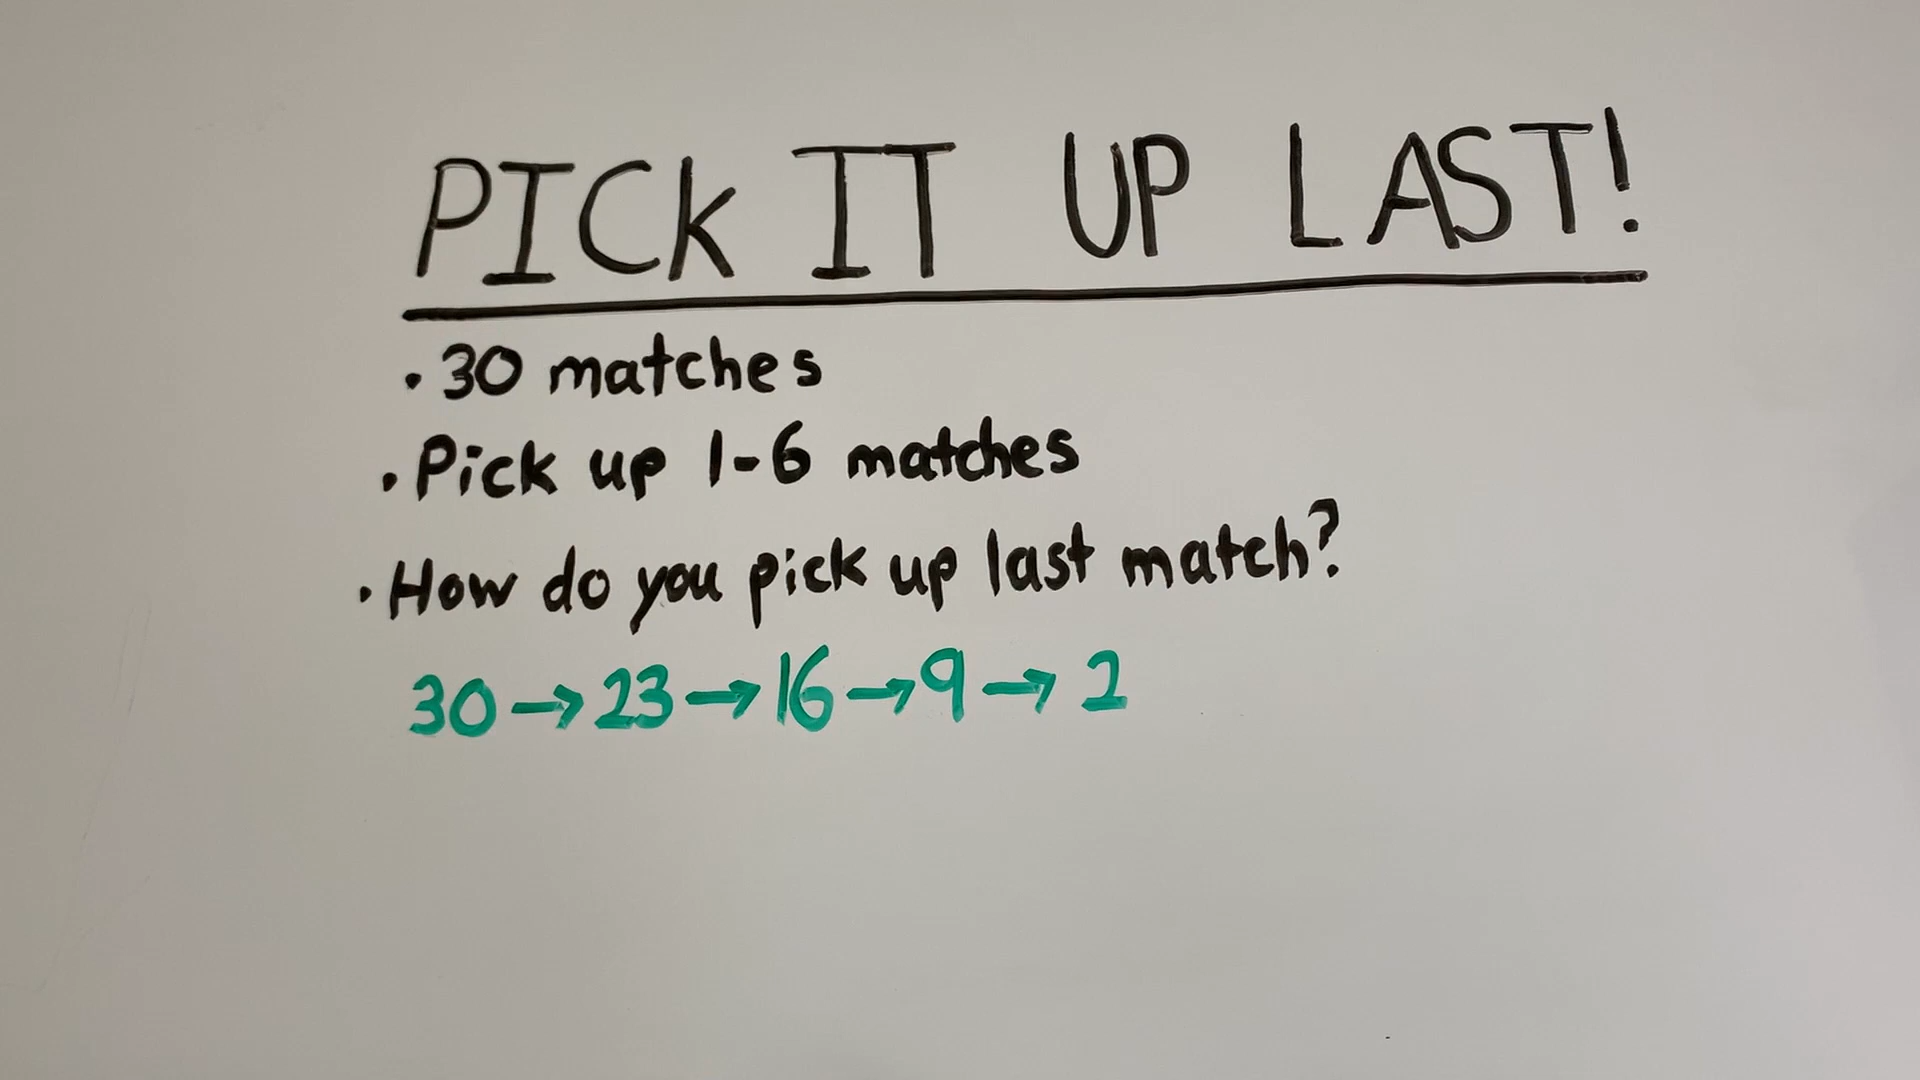 PICK IT UP LAST!
• 30 matches
• Pick up 1-6 matches
• How do you pick up last match?
30 → 23 → 16 → 9 → 2